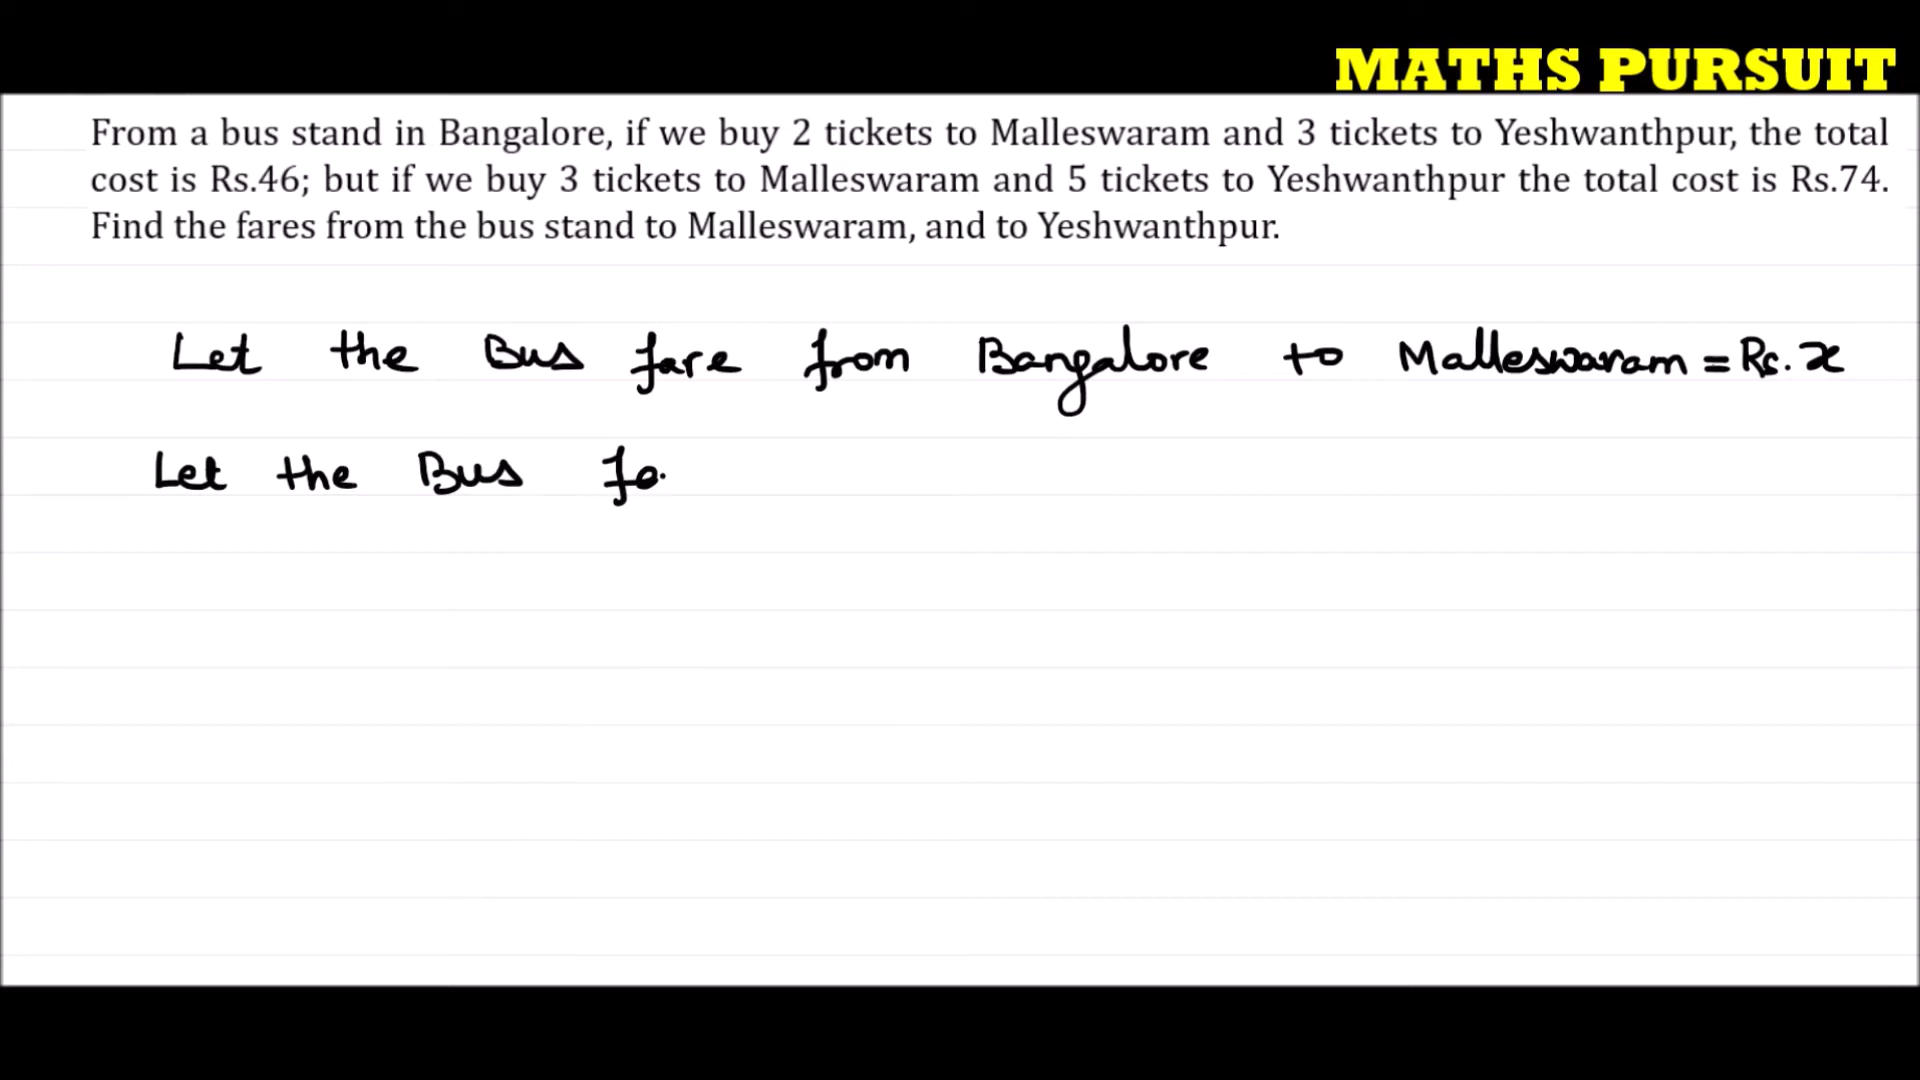 MATHS PURSUIT
From a bus stand in Bangalore, if we buy 2 tickets to Malleswaram and 3 tickets to Yeshwanthpur, the total
cost is Rs.46; but if we buy 3 tickets to Malleswaram and 5 tickets to Yeshwanthpur the total cost is Rs.74.
Find the fares from the bus stand to Malleswaram, and to Yeshwanthpur.
Let the Bus fare from Bangalore to Malleswaram = Rs. x
Let the Bus